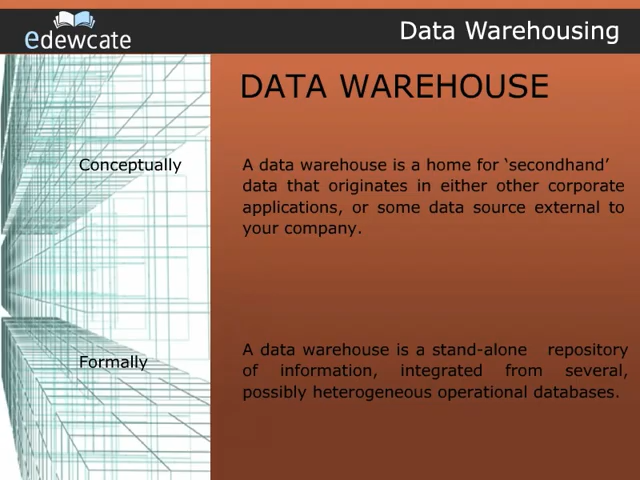 edewcate
Data Warehousing
DATA WAREHOUSE
Conceptually
A data warehouse is a home for ‘secondhand’
data that originates in either other corporate
applications, or some data source external to
your company.
Formally
A data warehouse is a stand-alone repository
of information, integrated from several,
possibly heterogeneous operational databases.